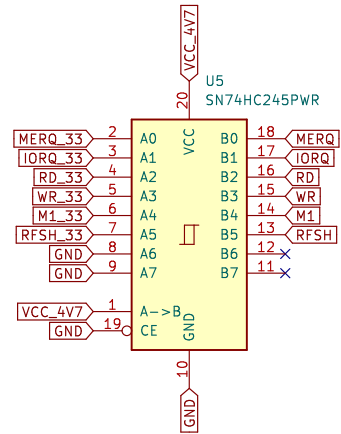 VCC_4V7
U5
SN74HC245PWR
20
VCC
MERQ_33 2 A0 B0 18 MERQ
IORQ_33 3 A1 B1 17 IORQ
RD_33 4 A2 B2 16 RD
WR_33 5 A3 B3 15 WR
M1_33 6 A4 B4 14 M1
RFSH_33 7 A5 B5 13 RFSH
GND 8 A6 B6 12
GND 9 A7 B7 11
VCC_4V7 1 A->B
GND 19 CE
GND
10
GND